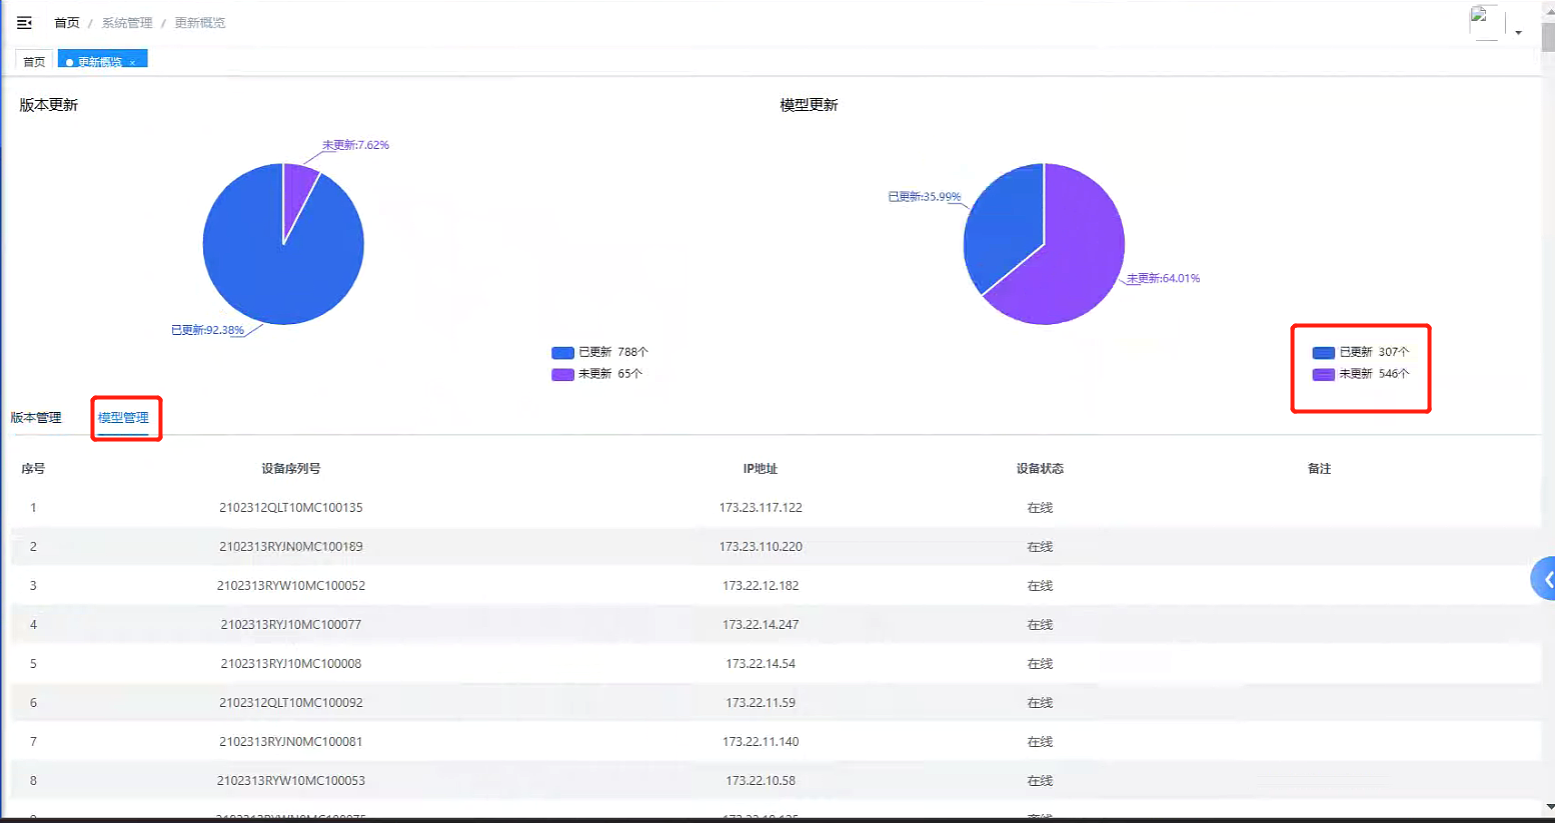 首页 / 系统管理 / 更新概览
首页 更新概览 ×
版本更新
模型更新
未更新:7.62%
已更新:92.38%
已更新 788个
未更新 65个
已更新:35.99%
未更新:64.01%
已更新 307个
未更新 546个
版本管理 模型管理
序号 设备序列号 IP地址 设备状态 备注
1 2102312QLT10MC100135 173.23.117.122 在线
2 2102313RYJN0MC100189 173.23.110.220 在线
3 2102313RYW10MC100052 173.22.12.182 在线
4 2102313RYJ10MC100077 173.22.14.247 在线
5 2102313RYJ10MC100008 173.22.14.54 在线
6 2102312QLT10MC100092 173.22.11.59 在线
7 2102313RYJN0MC100081 173.22.11.140 在线
8 2102313RYW10MC100053 173.22.10.58 在线